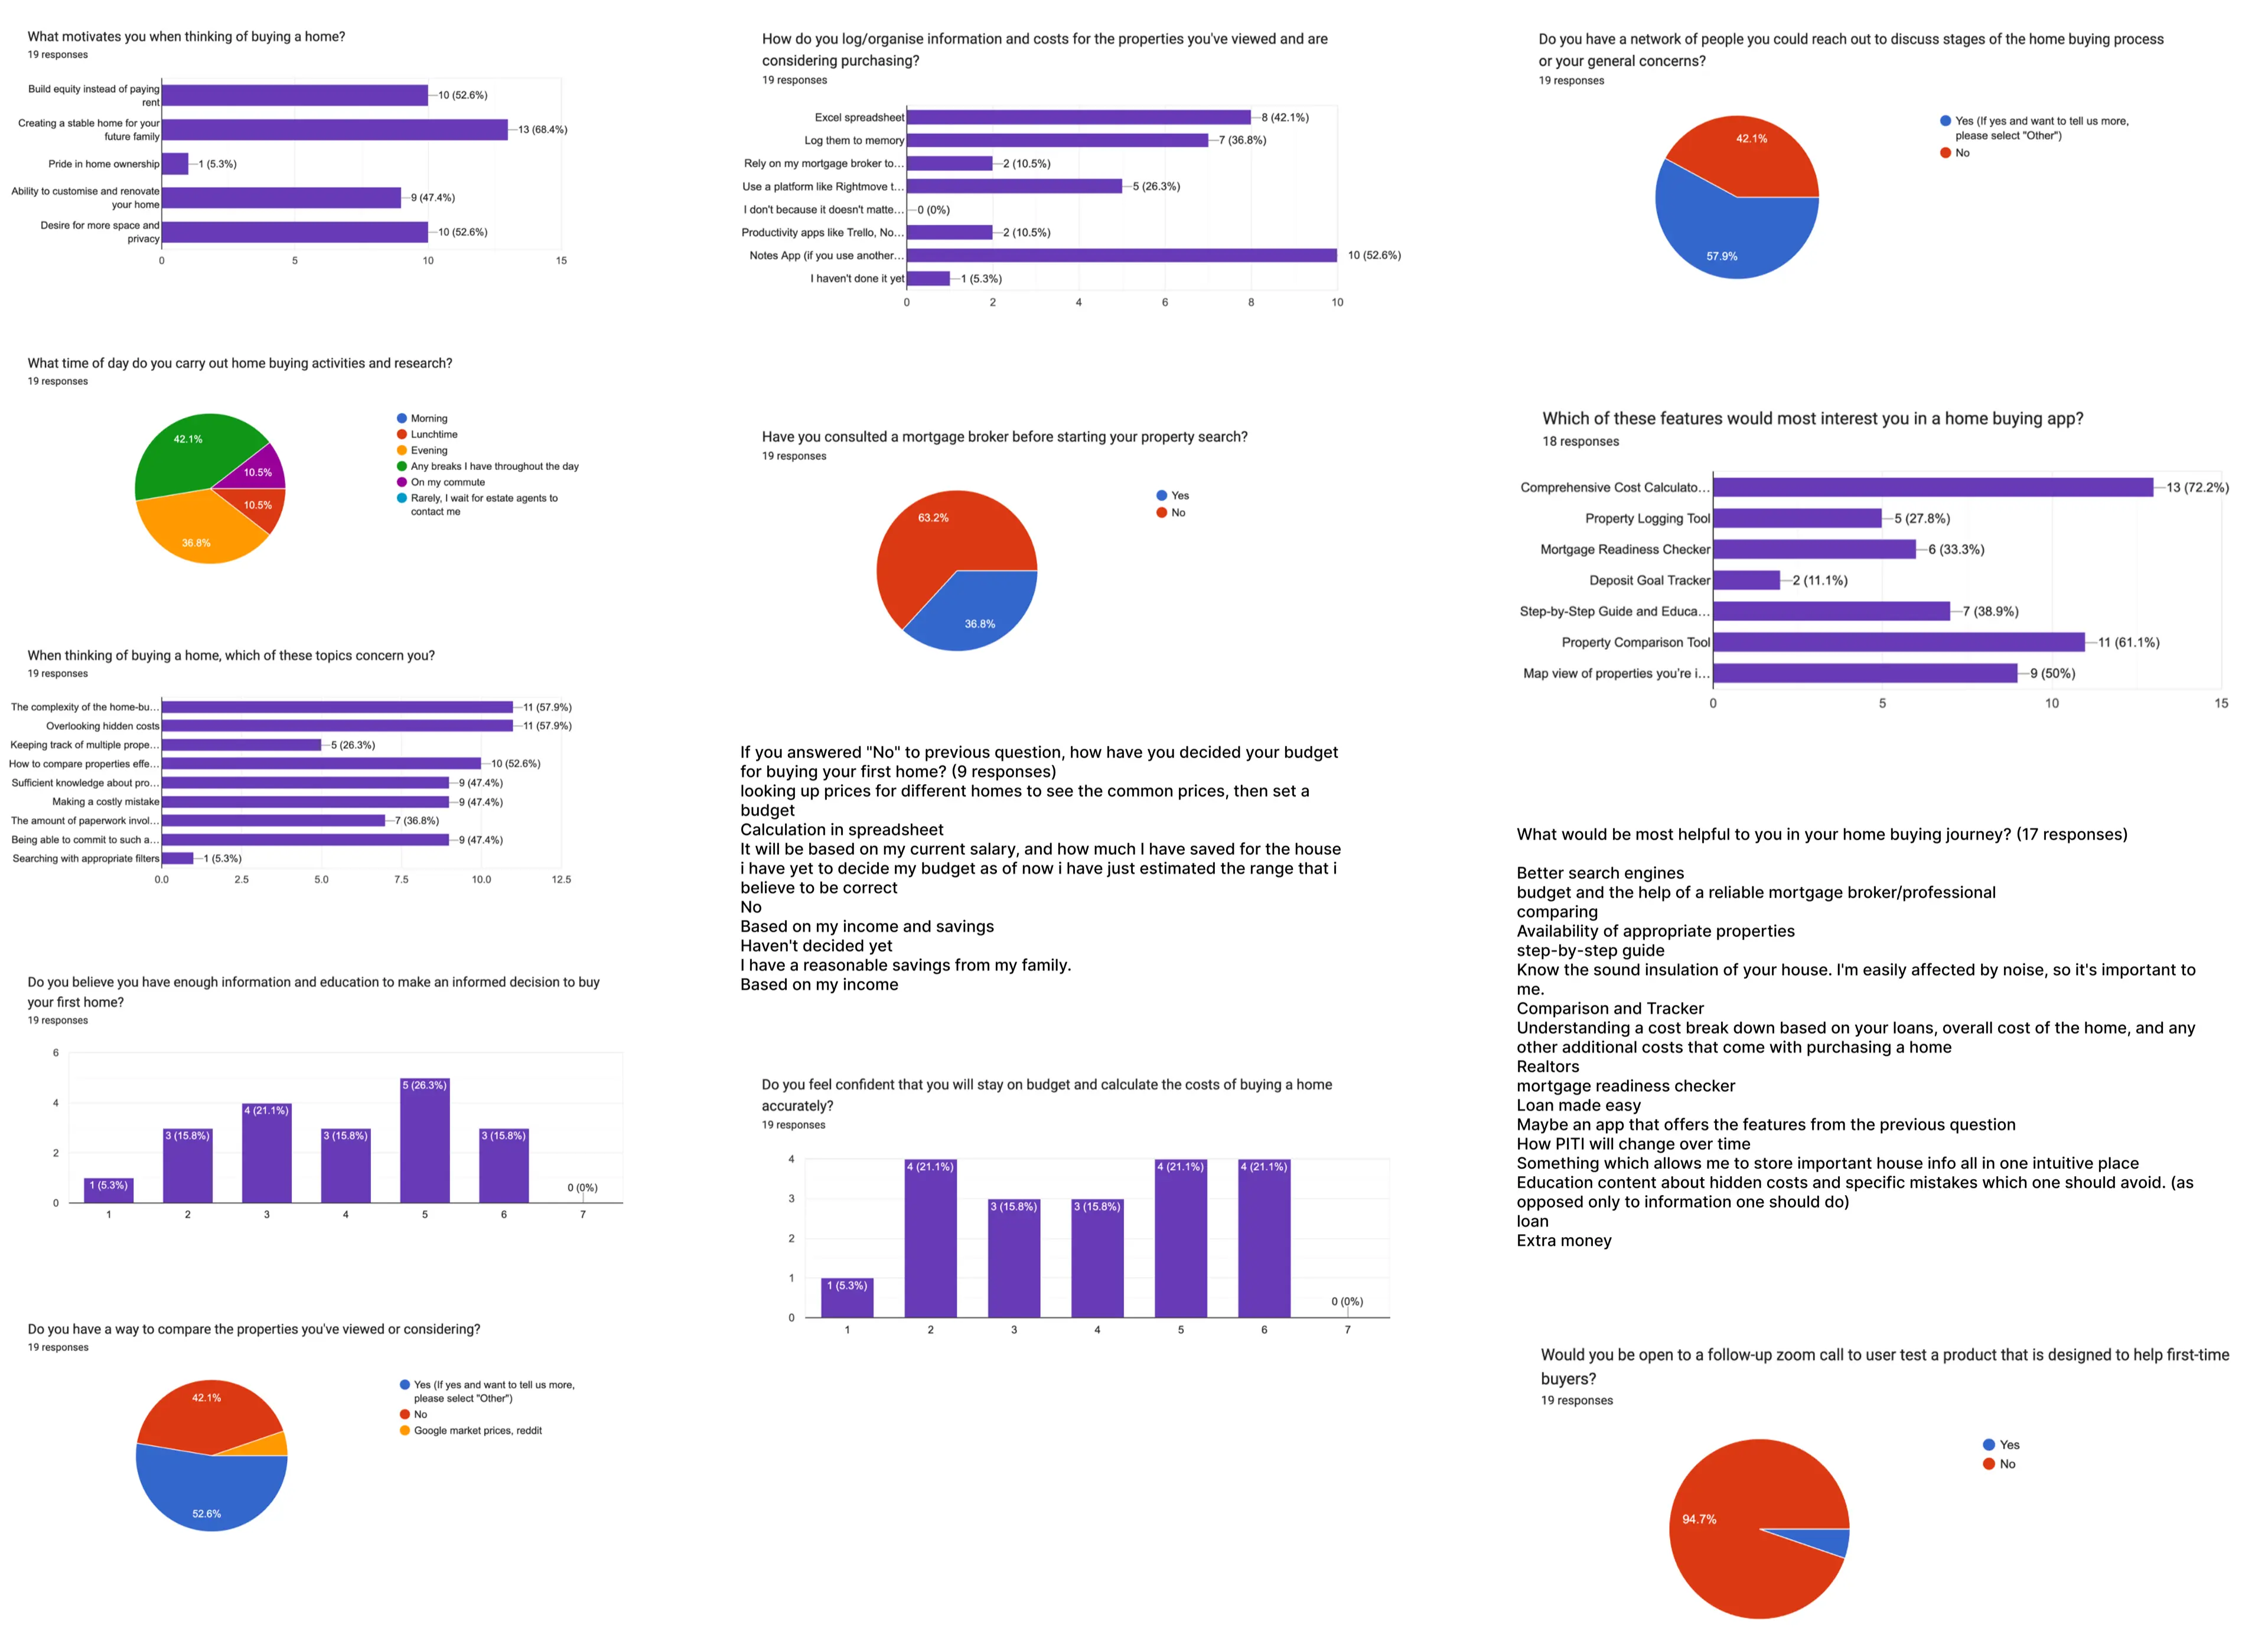 What motivates you when thinking of buying a home?
19 responses
Build equity instead of paying
rent
10 (52.6%)
Creating a stable home for your
future family
13 (68.4%)
Pride in home ownership
1 (5.3%)
Ability to customise and renovate
your home
9 (47.4%)
Desire for more space and
privacy
10 (52.6%)
0 5 10 15
What time of day do you carry out home buying activities and research?
19 responses
42.1%
10.5%
10.5%
36.8%
Morning
Lunchtime
Evening
Any breaks I have throughout the day
On my commute
Rarely, I wait for estate agents to
contact me
When thinking of buying a home, which of these topics concern you?
19 responses
The complexity of the home-bu... 11 (57.9%)
Overlooking hidden costs 11 (57.9%)
Keeping track of multiple prope... 5 (26.3%)
How to compare properties effe... 10 (52.6%)
Sufficient knowledge about pro... 9 (47.4%)
Making a costly mistake 9 (47.4%)
The amount of paperwork invol... 7 (36.8%)
Being able to commit to such a... 9 (47.4%)
Searching with appropriate filters 1 (5.3%)
0.0 2.5 5.0 7.5 10.0 12.5
Do you believe you have enough information and education to make an informed decision to buy
your first home?
19 responses
6
4
2
0
1 (5.3%) 3 (15.8%) 4 (21.1%) 3 (15.8%) 5 (26.3%) 3 (15.8%) 0 (0%)
1 2 3 4 5 6 7
Do you have a way to compare the properties you've viewed or considering?
19 responses
42.1%
52.6%
Yes (If yes and want to tell us more,
please select "Other")
No
Google market prices, reddit
How do you log/organise information and costs for the properties you've viewed and are
considering purchasing?
19 responses
Excel spreadsheet 8 (42.1%)
Log them to memory 7 (36.8%)
Rely on my mortgage broker to... 2 (10.5%)
Use a platform like Rightmove t... 5 (26.3%)
I don't because it doesn't matte... 0 (0%)
Productivity apps like Trello, No... 2 (10.5%)
Notes App (if you use another... 10 (52.6%)
I haven't done it yet 1 (5.3%)
0 2 4 6 8 10
Have you consulted a mortgage broker before starting your property search?
19 responses
63.2%
36.8%
Yes
No
If you answered "No" to previous question, how have you decided your budget
for buying your first home? (9 responses)
looking up prices for different homes to see the common prices, then set a
budget
Calculation in spreadsheet
It will be based on my current salary, and how much I have saved for the house
i have yet to decide my budget as of now i have just estimated the range that i
believe to be correct
No
Based on my income and savings
Haven't decided yet
I have a reasonable savings from my family.
Based on my income
Do you feel confident that you will stay on budget and calculate the costs of buying a home
accurately?
19 responses
4
3
2
1
0
1 (5.3%) 4 (21.1%) 3 (15.8%) 3 (15.8%) 4 (21.1%) 4 (21.1%) 0 (0%)
1 2 3 4 5 6 7
Do you have a network of people you could reach out to discuss stages of the home buying process
or your general concerns?
19 responses
42.1%
57.9%
Yes (If yes and want to tell us more,
please select "Other")
No
Which of these features would most interest you in a home buying app?
18 responses
Comprehensive Cost Calculato... 13 (72.2%)
Property Logging Tool 5 (27.8%)
Mortgage Readiness Checker 6 (33.3%)
Deposit Goal Tracker 2 (11.1%)
Step-by-Step Guide and Educa... 7 (38.9%)
Property Comparison Tool 11 (61.1%)
Map view of properties you're i... 9 (50%)
0 5 10 15
What would be most helpful to you in your home buying journey? (17 responses)
Better search engines
budget and the help of a reliable mortgage broker/professional
comparing
Availability of appropriate properties
step-by-step guide
Know the sound insulation of your house. I'm easily affected by noise, so it's important to
me.
Comparison and Tracker
Understanding a cost break down based on your loans, overall cost of the home, and any
other additional costs that come with purchasing a home
Realtors
mortgage readiness checker
Loan made easy
Maybe an app that offers the features from the previous question
How PITI will change over time
Something which allows me to store important house info all in one intuitive place
Education content about hidden costs and specific mistakes which one should avoid. (as
opposed only to information one should do)
loan
Extra money
Would you be open to a follow-up zoom call to user test a product that is designed to help first-time
buyers?
19 responses
94.7%
Yes
No